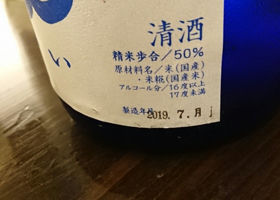 い
清酒
精米歩合/50%
原材料名/米(国産)
・米糀(国産米)
アルコール分/16度以上
17度未満
製造年月
2019. 7.月 j